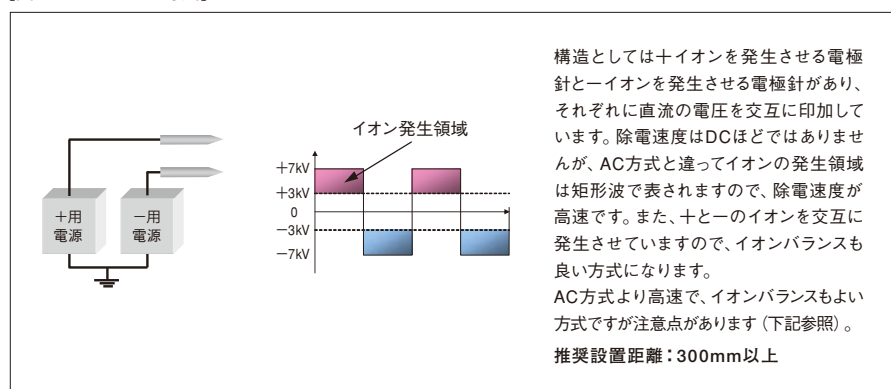 イオン発生領域
+7kV
+3kV
0
−3kV
−7kV
+用
電源
−用
電源
構造としては+イオンを発生させる電極
針と−イオンを発生させる電極針があり、
それぞれに直流の電圧を交互に印加して
います。除電速度はDCほどではありませ
んが、AC方式と違ってイオンの発生領域
は矩形波で表されますので、除電速度が
高速です。また、+と−のイオンを交互に
発生させていますので、イオンバランスも
良い方式になります。
AC方式より高速で、イオンバランスもよい
方式ですが注意点があります（下記参照）。
推奨設置距離：300mm以上